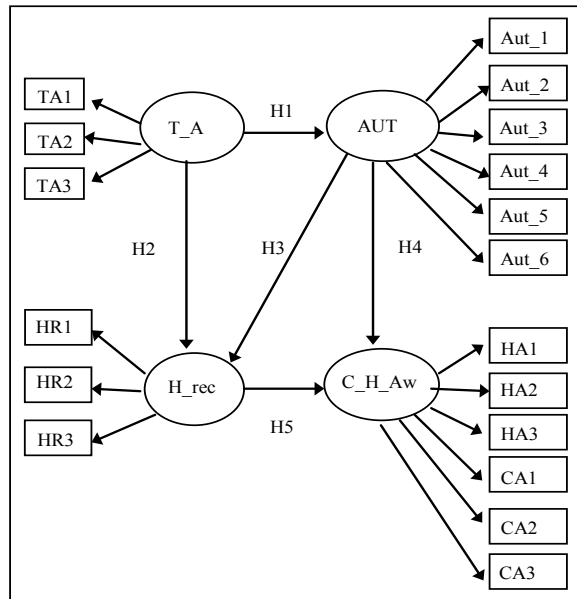 Aut_1
TA1
Aut_2
H1
T_A
AUT
TA2
Aut_3
TA3
Aut_4
Aut_5
H2
H3
H4
Aut_6
HR1
HA1
HR2
H_rec
C_H_Aw
HA2
HR3
H5
HA3
CA1
CA2
CA3